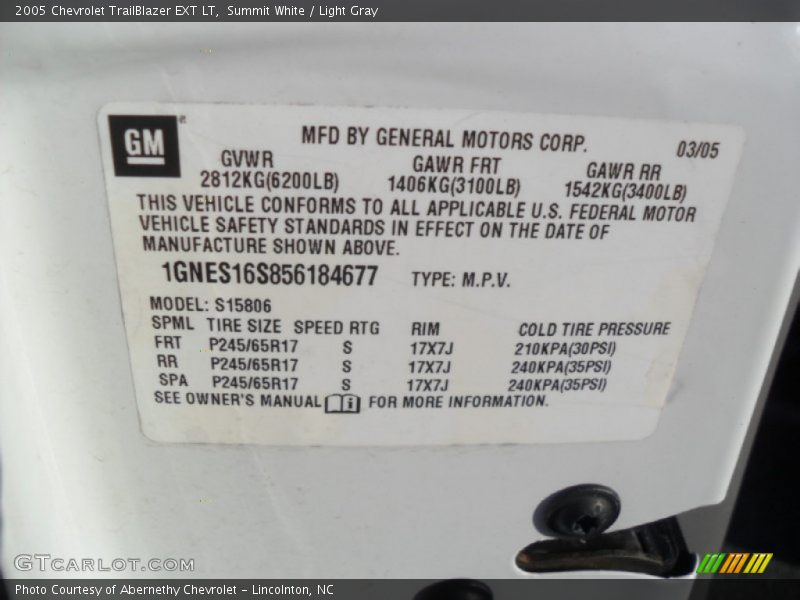 2005 Chevrolet TrailBlazer EXT LT, Summit White / Light Gray
GM
MFD BY GENERAL MOTORS CORP. 03/05
GVWR GAWR FRT GAWR RR
2812KG(6200LB) 1406KG(3100LB) 1542KG(3400LB)
THIS VEHICLE CONFORMS TO ALL APPLICABLE U.S. FEDERAL MOTOR
VEHICLE SAFETY STANDARDS IN EFFECT ON THE DATE OF
MANUFACTURE SHOWN ABOVE.
1GNES16S856184677 TYPE: M.P.V.
MODEL: S15806
SPML TIRE SIZE SPEED RTG RIM COLD TIRE PRESSURE
FRT P245/65R17 S 17X7J 210KPA(30PSI)
RR P245/65R17 S 17X7J 240KPA(35PSI)
SPA P245/65R17 S 17X7J 240KPA(35PSI)
SEE OWNER'S MANUAL FOR MORE INFORMATION.
GTCARLOT.COM
Photo Courtesy of Abernethy Chevrolet - Lincolnton, NC